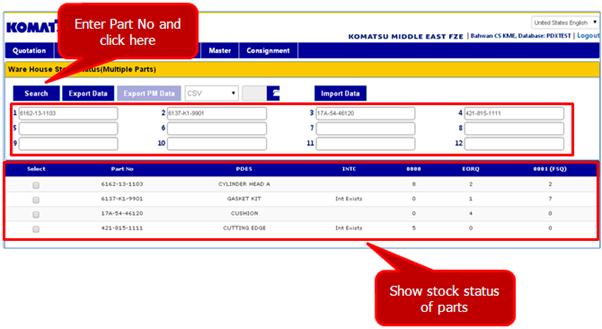 Enter Part No and
click here
KOMATS
United States English
KOMATSU MIDDLE EAST FZE | Bahwan CS KME, Database: PDXTEST | Logout
Quotation Master Consignment
Ware House Sto tatus(Multiple Parts)
Search Export Data Export PM Data CSV Import Data
1 6162-13-1103 2 6137-K1-9901 3 17A-54-46120 4 421-815-1111
5 6 7 8
9 10 11 12
Select Part No PDES INTC 0000 EORQ 0001 (FSQ)
6162-13-1103 CYLINDER HEAD A 8 2 2
6137-K1-9901 GASKET KIT Int Exists 0 1 7
17A-54-46120 CUSHION 0 4 0
421-815-1111 CUTTING EDGE Int Exists 5 0 0
Show stock status
of parts